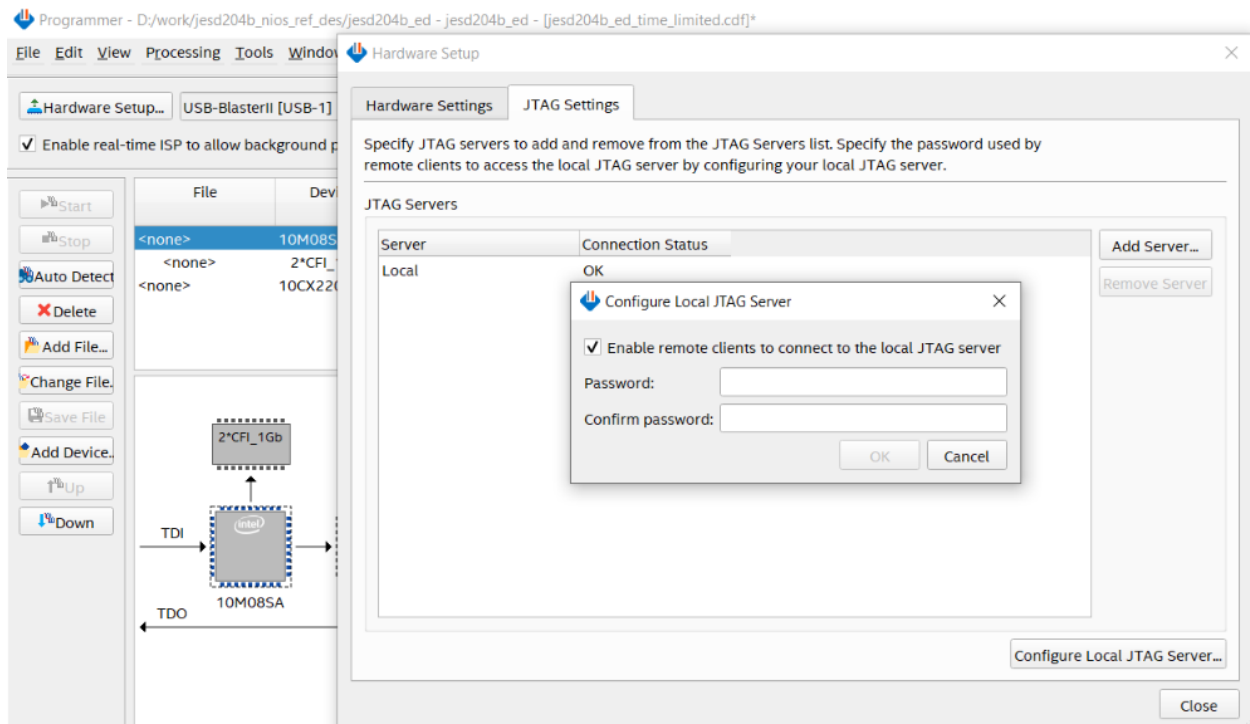 Programmer - D:/work/jesd204b_nios_ref_des/jesd204b_ed - jesd204b_ed - [jesd204b_ed_time_limited.cdf]*
File Edit View Processing Tools
Hardware Setup... USB-BlasterII [USB-1]
Enable real-time ISP to allow background
Start
Stop
Auto Detect
Delete
Add File...
Change File.
Save File
Add Device..
Up
Down
File
<none> 10M08S
<none> 2*CFI_
<none> 10CX220
2*CFI_1Gb
intel
TDI
10M08SA
TDO
Hardware Setup
Hardware Settings JTAG Settings
Specify JTAG servers to add and remove from the JTAG Servers list. Specify the password used by
remote clients to access the local JTAG server by configuring your local JTAG server.
JTAG Servers
Server Connection Status
Local OK
Add Server...
Remove Server
Configure Local JTAG Server
Enable remote clients to connect to the local JTAG server
Password:
Confirm password:
OK Cancel
Configure Local JTAG Server...
Close